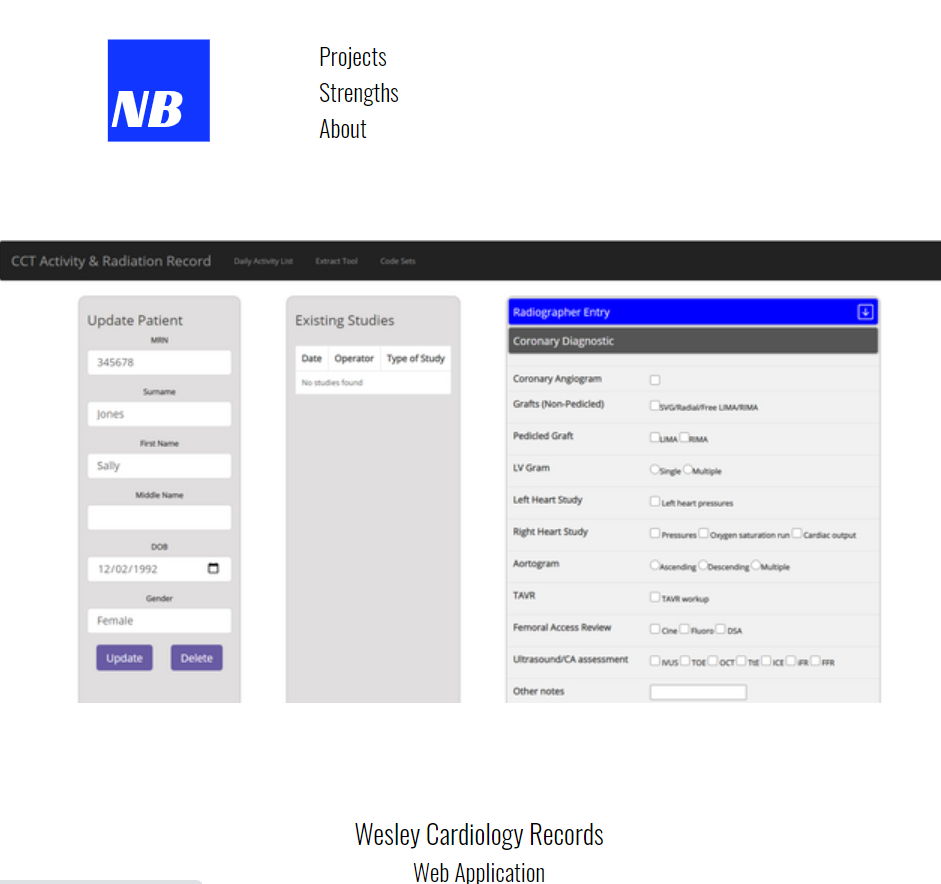 NB
Projects
Strengths
About
CCT Activity & Radiation Record Daily Activity List Extract Tool Code Sets
Update Patient
MRN
345678
Surname
Jones
First Name
Sally
Middle Name
DOB
12/02/1992
Gender
Female
Update Delete
Existing Studies
Date Operator Type of Study
No studies found
Radiographer Entry
Coronary Diagnostic
Coronary Angiogram
Grafts (Non-Pedicled) SVG/Radial/Free LIMA/RIMA
Pedicled Graft LIMA RIMA
LV Gram Single Multiple
Left Heart Study Left heart pressures
Right Heart Study Pressures Oxygen saturation run Cardiac output
Aortogram Ascending Descending Multiple
TAVR TAVR workup
Femoral Access Review Cine Fluoro DSA
Ultrasound/CA assessment IVUS TOE OCT TtE ICE iFR FFR
Other notes
Wesley Cardiology Records
Web Application